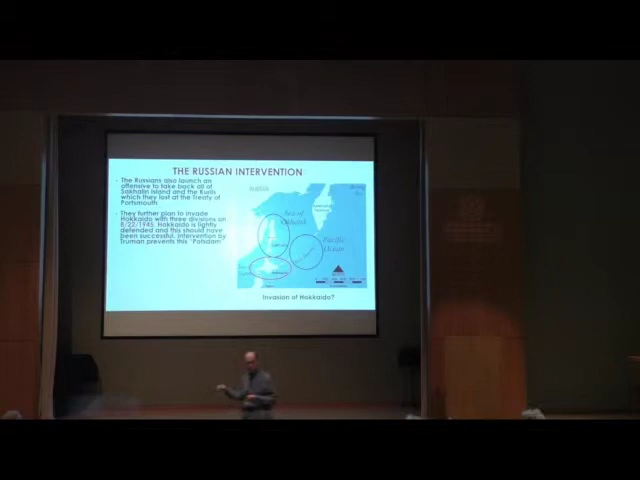 THE RUSSIAN INTERVENTION
The Russians also launch an
offensive to take back all of
Sakhalin Island and the Kurils
which they lost at the Treaty of
Portsmouth
They further plan to invade
Hokkaido with three divisions on
8/22/1945. Hokkaido is lightly
defended and this should have
been successful. Intervention by
Truman prevents this "Potsdam"
Sea of
Okhotsk
Pacific
Ocean
Invasion of Hokkaido?